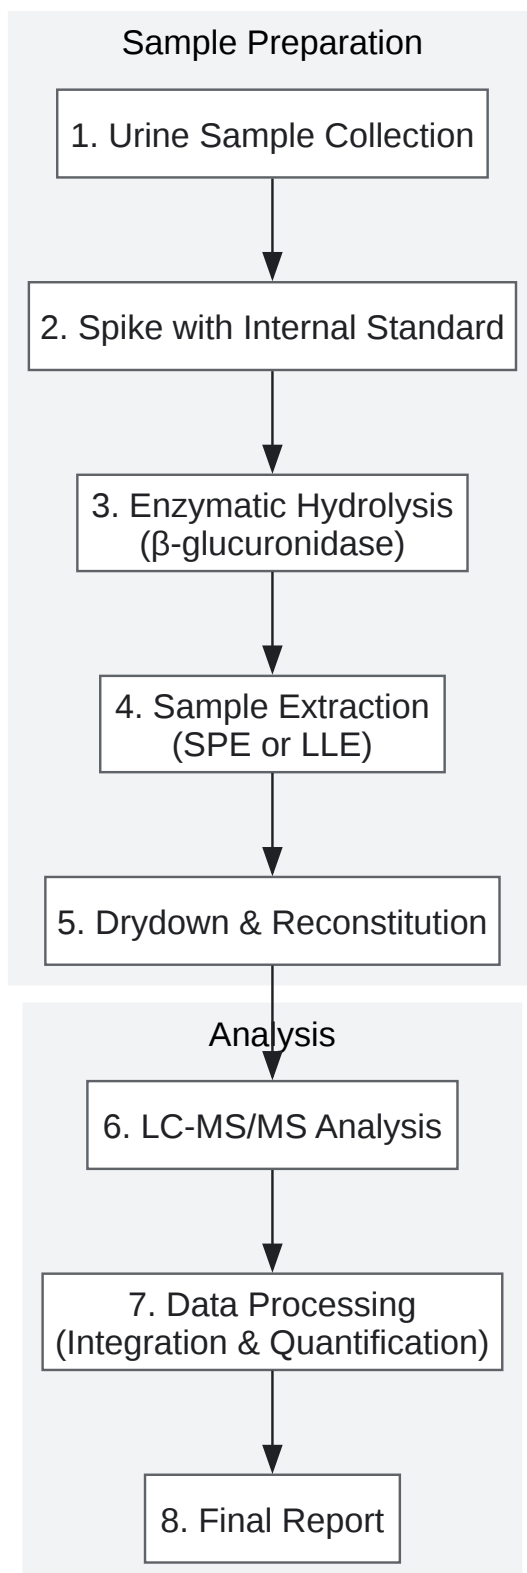 Sample Preparation
1. Urine Sample Collection
2. Spike with Internal Standard
3. Enzymatic Hydrolysis
(β-glucuronidase)
4. Sample Extraction
(SPE or LLE)
5. Drydown & Reconstitution
Analysis
6. LC-MS/MS Analysis
7. Data Processing
(Integration & Quantification)
8. Final Report